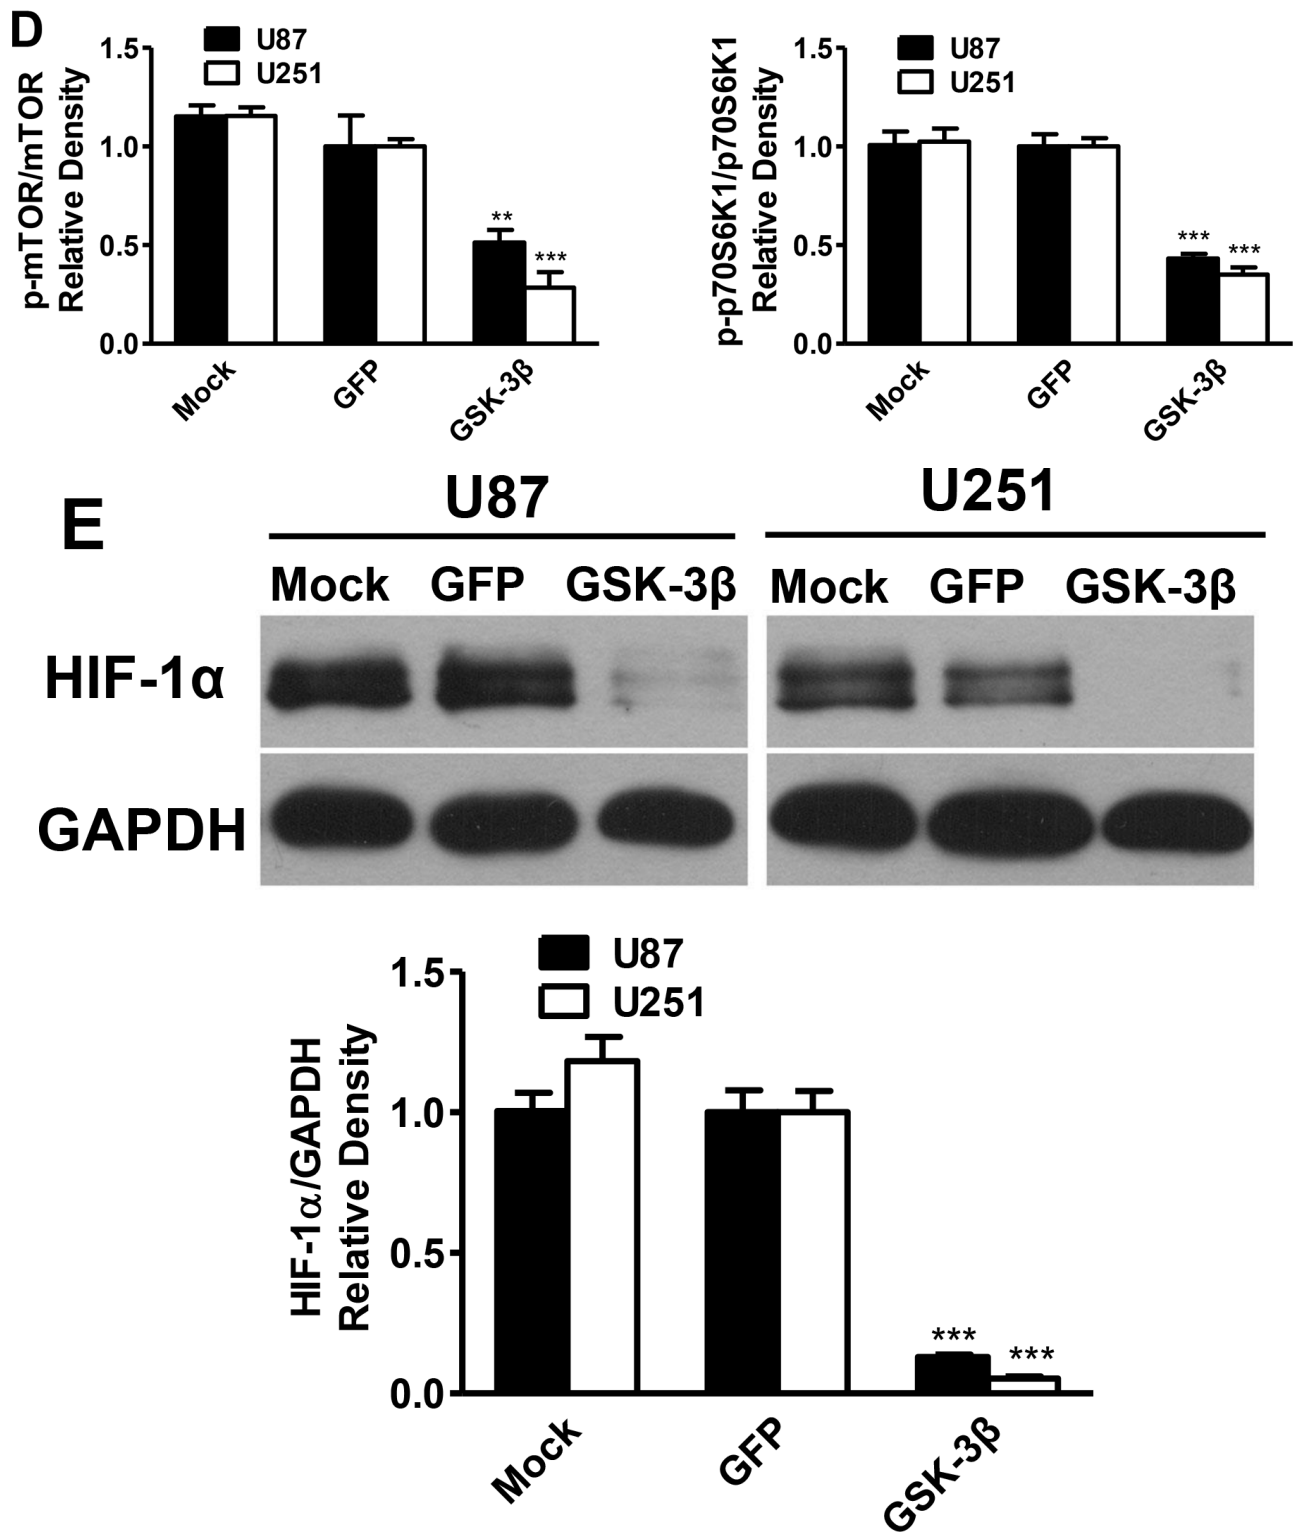 D
U87
U251
1.5
1.0
0.5
0.0
p-mTOR/mTOR
Relative Density
**
***
Mock
GFP
GSK-3β
U87
U251
1.5
1.0
0.5
0.0
p-p70S6K1/p70S6K1
Relative Density
***
***
Mock
GFP
GSK-3β
E
U87
U251
Mock GFP GSK-3β
Mock GFP GSK-3β
HIF-1α
GAPDH
U87
U251
1.5
1.0
0.5
0.0
HIF-1α/GAPDH
Relative Density
***
***
Mock
GFP
GSK-3β